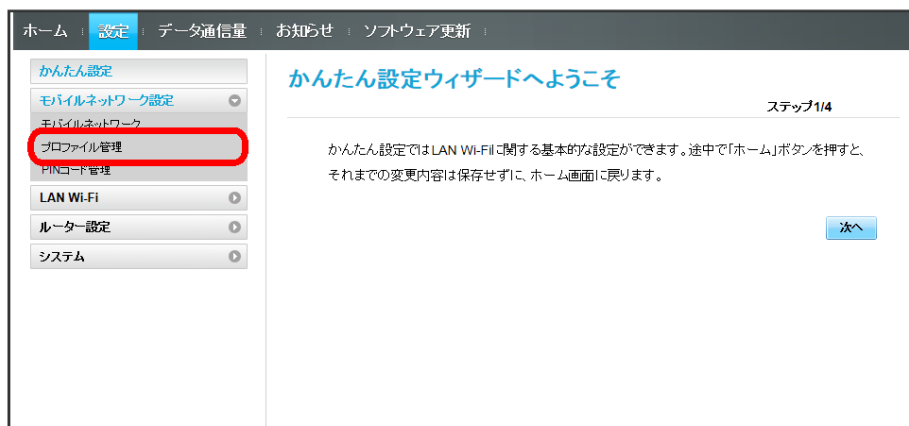 ホーム 設定 データ通信量 お知らせ ソフトウェア更新
かんたん設定
モバイルネットワーク設定
モバイルネットワーク
プロファイル管理
PINコード管理
LAN Wi-Fi
ルーター設定
システム
かんたん設定ウィザードへようこそ
ステップ1/4
かんたん設定ではLAN Wi-Fiに関する基本的な設定ができます。途中で「ホーム」ボタンを押すと、
それまでの変更内容は保存せずに、ホーム画面に戻ります。
次へ